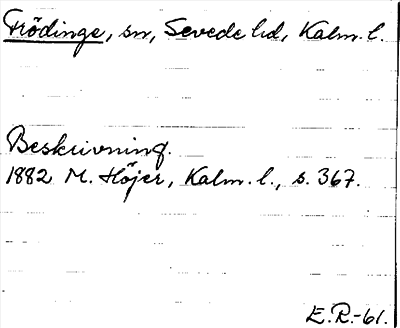 Frödinge, sn, Sevede hd, Kalm. l.
Beskrivning.
1882 M. Höjer, Kalm. l., s. 367.
E.R.-61.